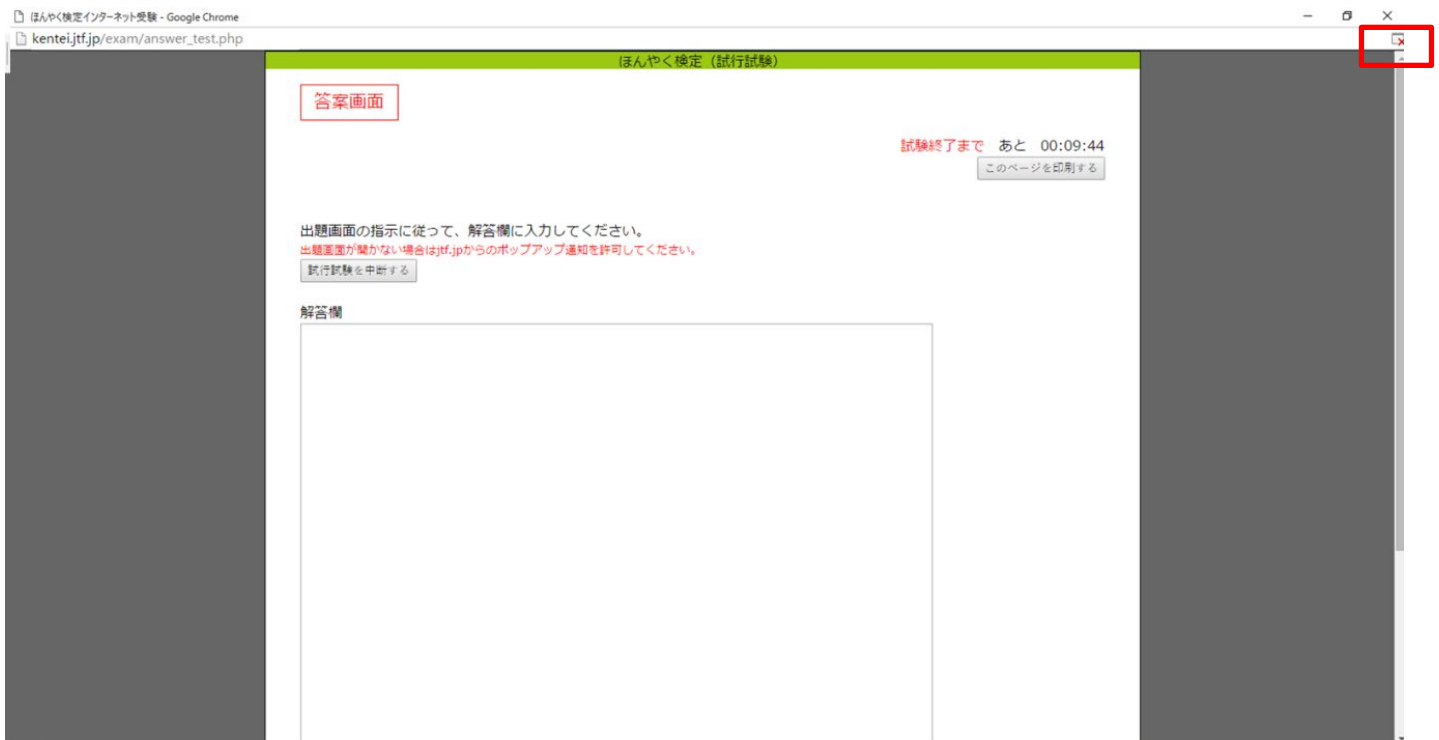 ほんやく検定インターネット受験 - Google Chrome
kentei.jtf.jp/exam/answer_test.php
ほんやく検定（試行試験）
答案画面
試験終了まで あと 00:09:44
このページを印刷する
出題画面の指示に従って、解答欄に入力してください。
出題画面が開かない場合はjtf.jpからのポップアップ通知を許可してください。
試行試験を中断する
解答欄